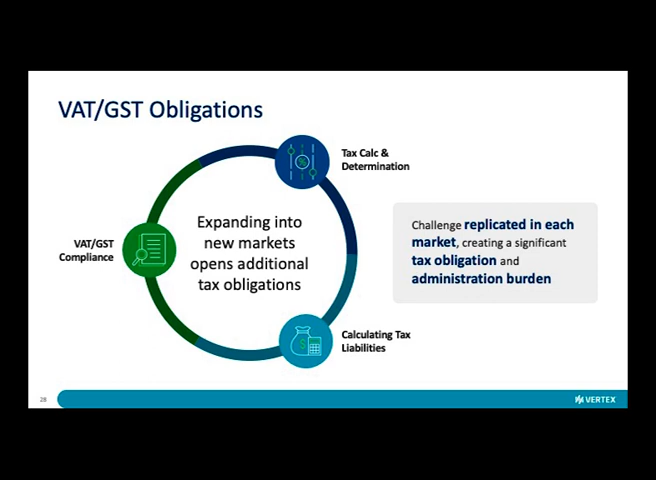 VAT/GST Obligations
Tax Calc &
Determination
Expanding into
new markets
opens additional
tax obligations
VAT/GST
Compliance
Challenge replicated in each
market, creating a significant
tax obligation and
administration burden
Calculating Tax
Liabilities
28
VERTEX